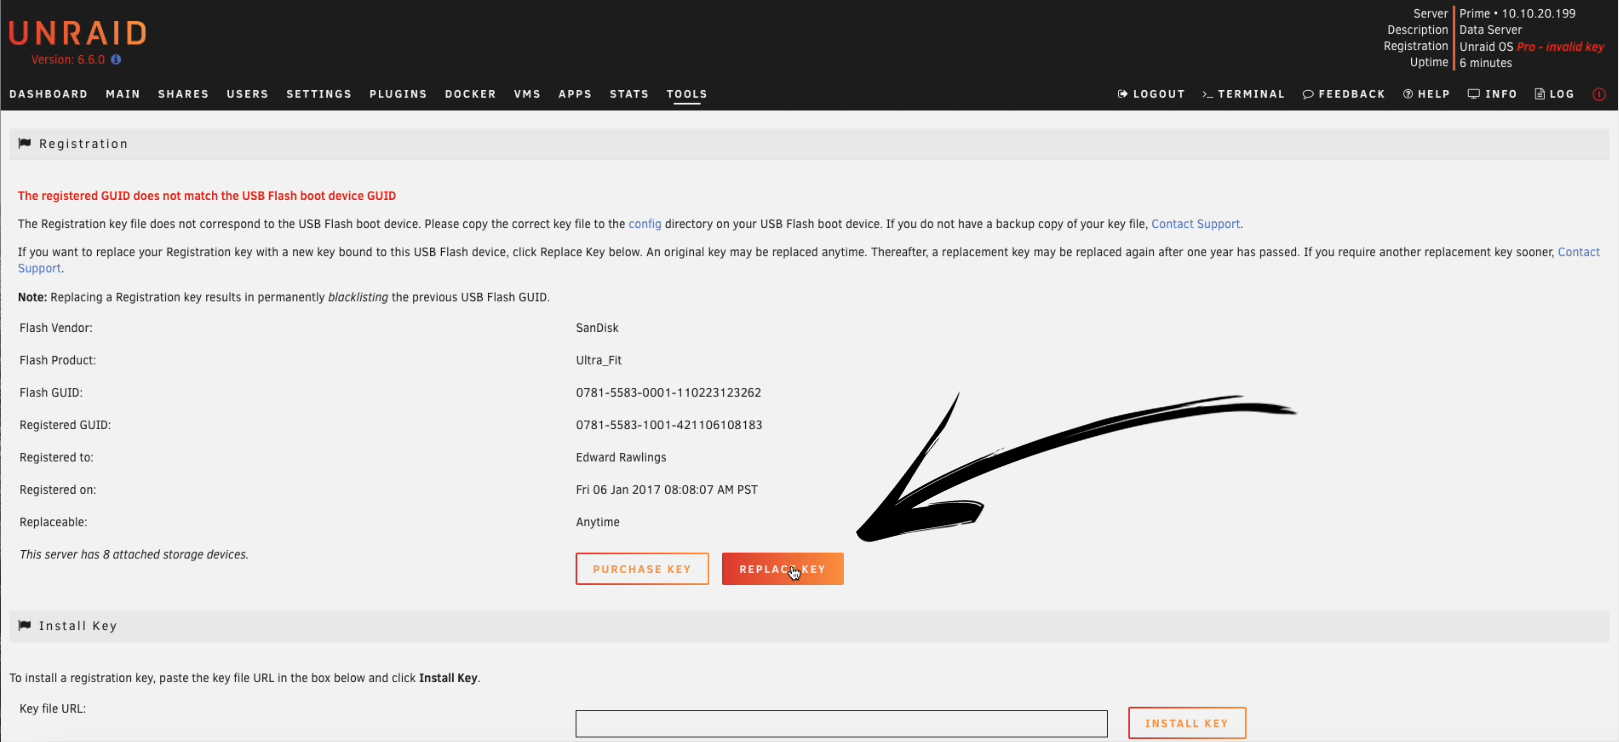 UNRAID
Version: 6.6.0
Server Prime • 10.10.20.199
Description Data Server
Registration Unraid OS Pro - invalid key
Uptime 6 minutes
DASHBOARD MAIN SHARES USERS SETTINGS PLUGINS DOCKER VMS APPS STATS TOOLS LOGOUT TERMINAL FEEDBACK HELP INFO LOG
Registration
The registered GUID does not match the USB Flash boot device GUID
The Registration key file does not correspond to the USB Flash boot device. Please copy the correct key file to the config directory on your USB Flash boot device. If you do not have a backup copy of your key file, Contact Support.
If you want to replace your Registration key with a new key bound to this USB Flash device, click Replace Key below. An original key may be replaced anytime. Thereafter, a replacement key may be replaced again after one year has passed. If you require another replacement key sooner, Contact
Support.
Note: Replacing a Registration key results in permanently blacklisting the previous USB Flash GUID.
Flash Vendor: SanDisk
Flash Product: Ultra_Fit
Flash GUID: 0781-5583-0001-110223123262
Registered GUID: 0781-5583-1001-421106108183
Registered to: Edward Rawlings
Registered on: Fri 06 Jan 2017 08:08:07 AM PST
Replaceable: Anytime
This server has 8 attached storage devices.
PURCHASE KEY REPLACE KEY
Install Key
To install a registration key, paste the key file URL in the box below and click Install Key.
Key file URL:
INSTALL KEY